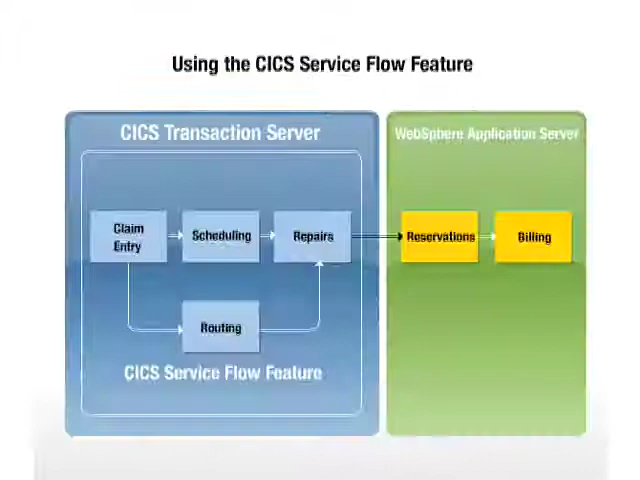 Using the CICS Service Flow Feature
CICS Transaction Server
WebSphere Application Server
Claim
Entry
Scheduling
Repairs
Reservations
Billing
Routing
CICS Service Flow Feature